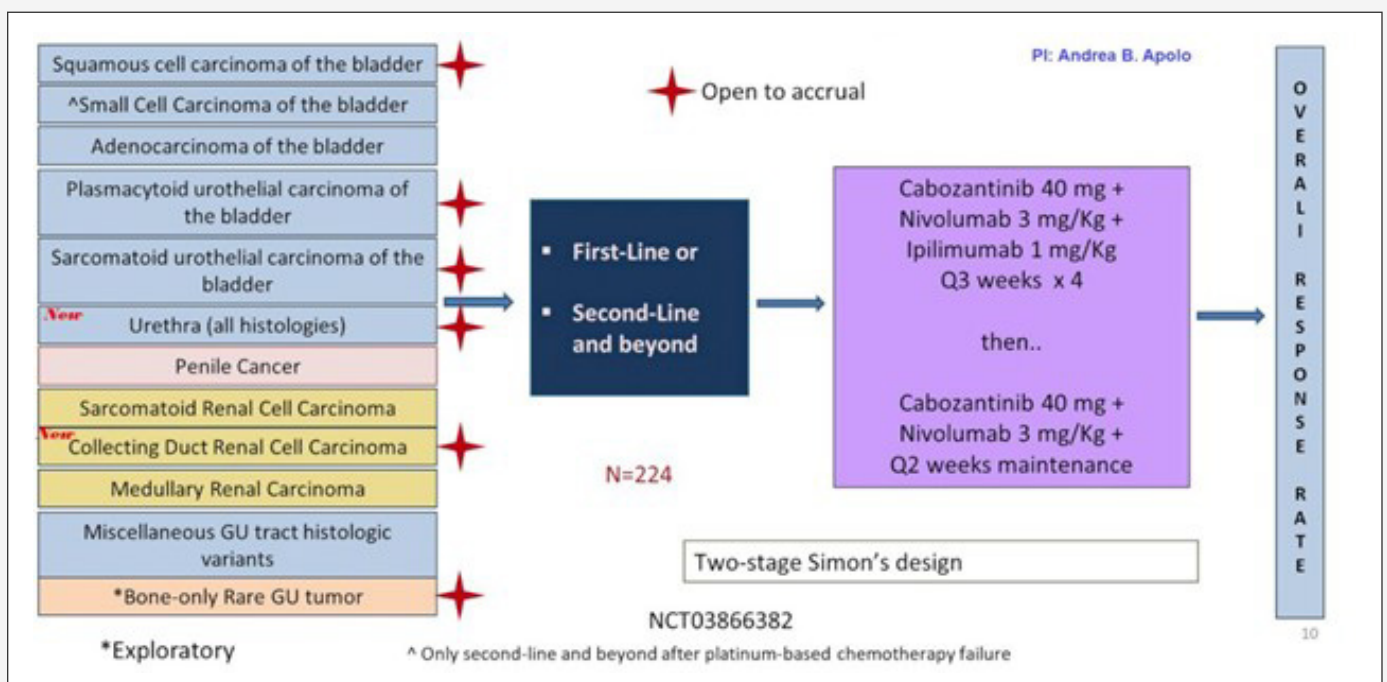 PI: Andrea B. Apolo
Squamous cell carcinoma of the bladder
^Small Cell Carcinoma of the bladder
Adenocarcinoma of the bladder
Plasmacytoid urothelial carcinoma of
the bladder
Sarcomatoid urothelial carcinoma of the
bladder
New
Urethra (all histologies)
Penile Cancer
Sarcomatoid Renal Cell Carcinoma
New
Collecting Duct Renal Cell Carcinoma
Medullary Renal Carcinoma
Miscellaneous GU tract histologic
variants
*Bone-only Rare GU tumor
*Exploratory
Open to accrual
▪ First-Line or
▪ Second-Line
and beyond
N=224
Cabozantinib 40 mg +
Nivolumab 3 mg/Kg +
Ipilimumab 1 mg/Kg
Q3 weeks x 4
then..
Cabozantinib 40 mg +
Nivolumab 3 mg/Kg +
Q2 weeks maintenance
Two-stage Simon's design
NCT03866382
^ Only second-line and beyond after platinum-based chemotherapy failure
OVERALL RESPONSE RATE
10